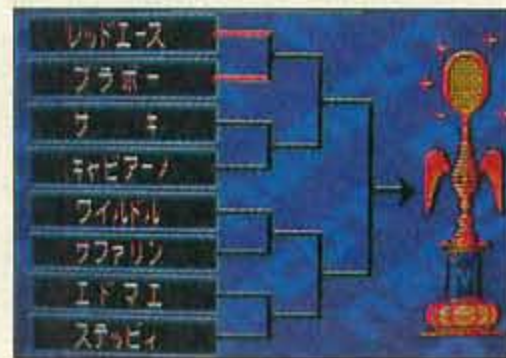 レッドエース
ブラボー
サ キ
キャビアーノ
ワイルドル
サファリン
エドマエ
ステッピィ